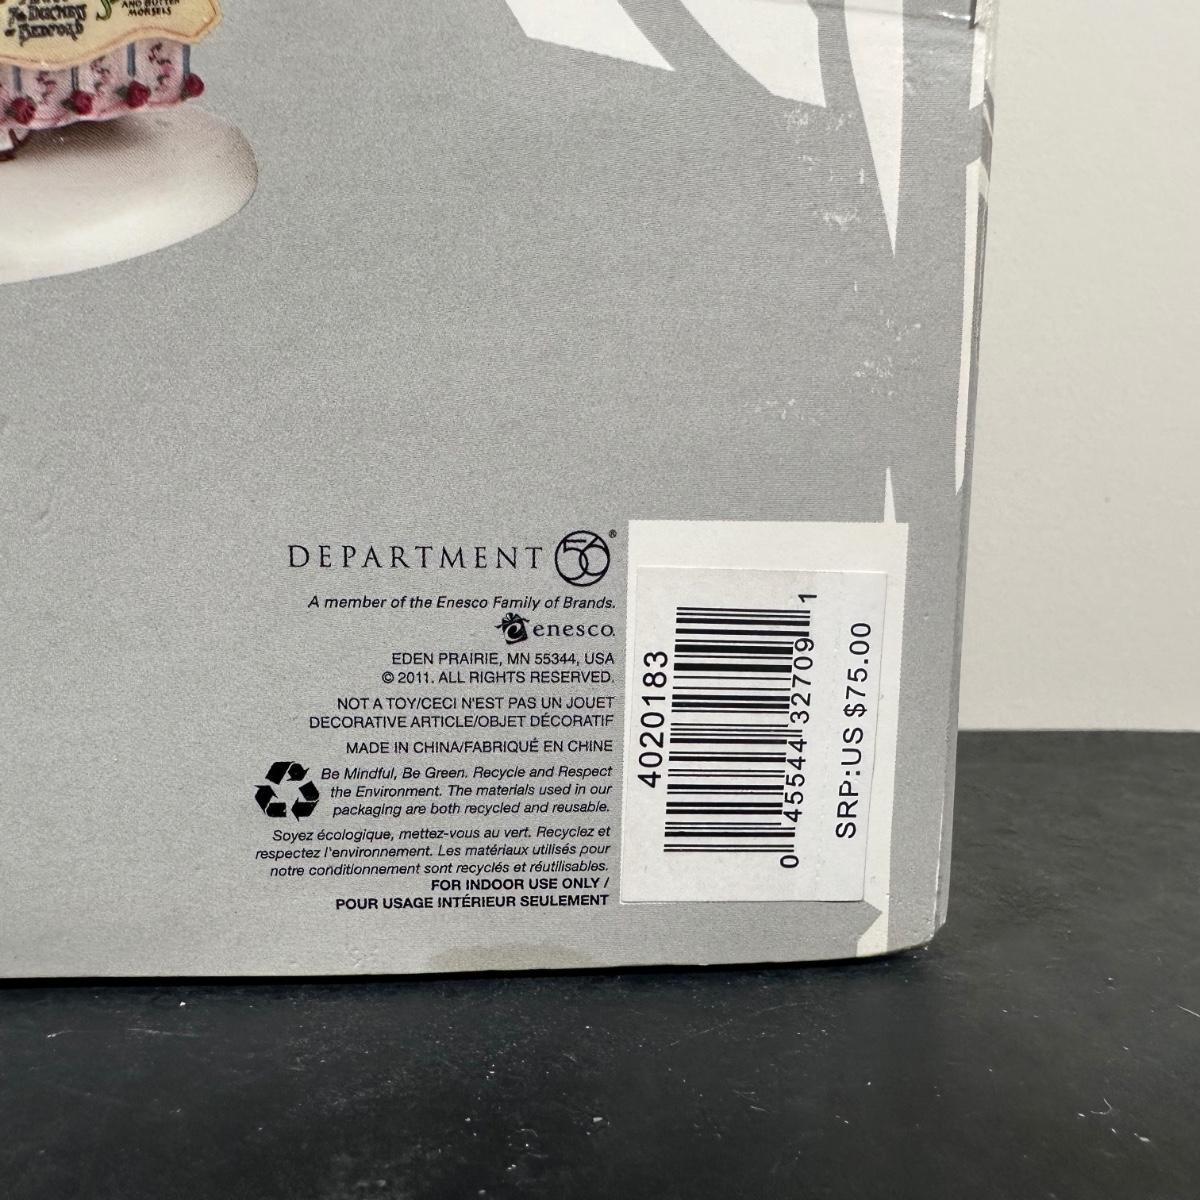 Duchess
of Bedford
AND BUTTER
MORSELS
DEPARTMENT 56®
A member of the Enesco Family of Brands.
enesco.
EDEN PRAIRIE, MN 55344, USA
© 2011. ALL RIGHTS RESERVED.
NOT A TOY/CECI N'EST PAS UN JOUET
DECORATIVE ARTICLE/OBJET DÉCORATIF
MADE IN CHINA/FABRIQUÉ EN CHINE
Be Mindful, Be Green. Recycle and Respect
the Environment. The materials used in our
packaging are both recycled and reusable.
Soyez écologique, mettez-vous au vert. Recyclez et
respectez l'environnement. Les matériaux utilisés pour
notre conditionnement sont recyclés et réutilisables.
FOR INDOOR USE ONLY /
POUR USAGE INTÉRIEUR SEULEMENT
4020183
0 45544 32709 1
SRP:US $75.00